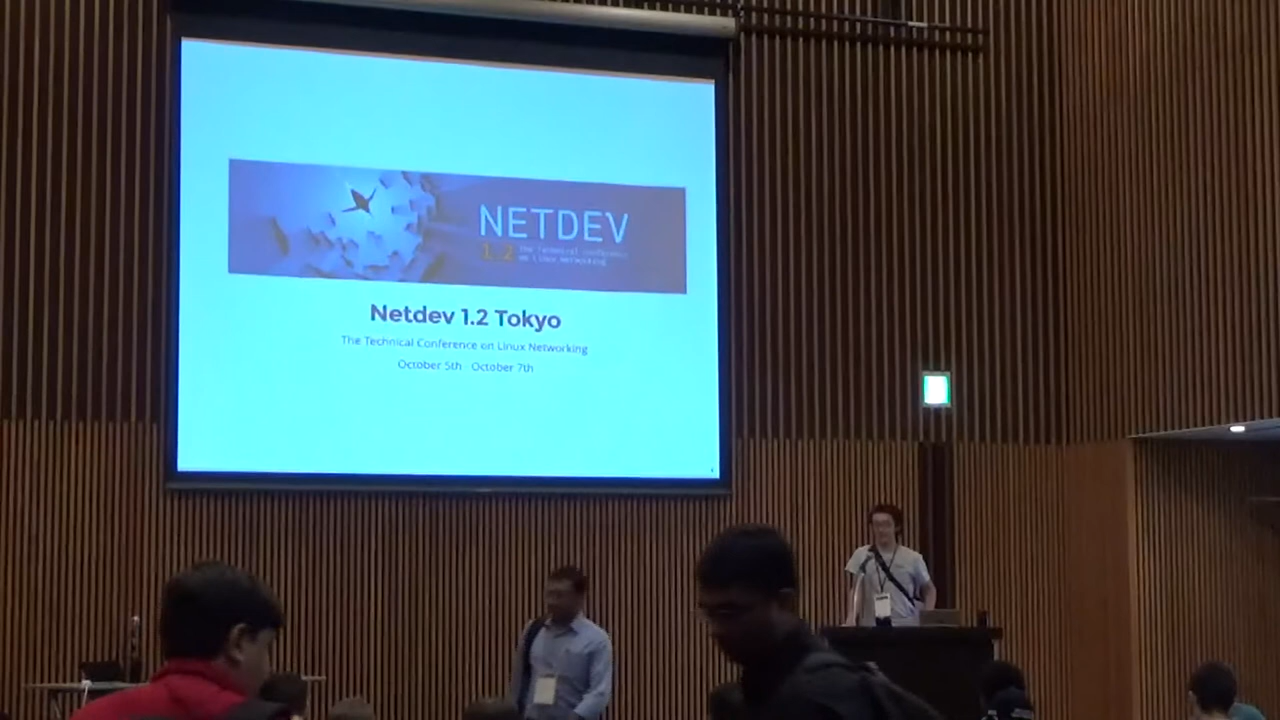 NETDEV
1.2 The Technical Conference
on Linux Networking
Netdev 1.2 Tokyo
The Technical Conference on Linux Networking
October 5th - October 7th